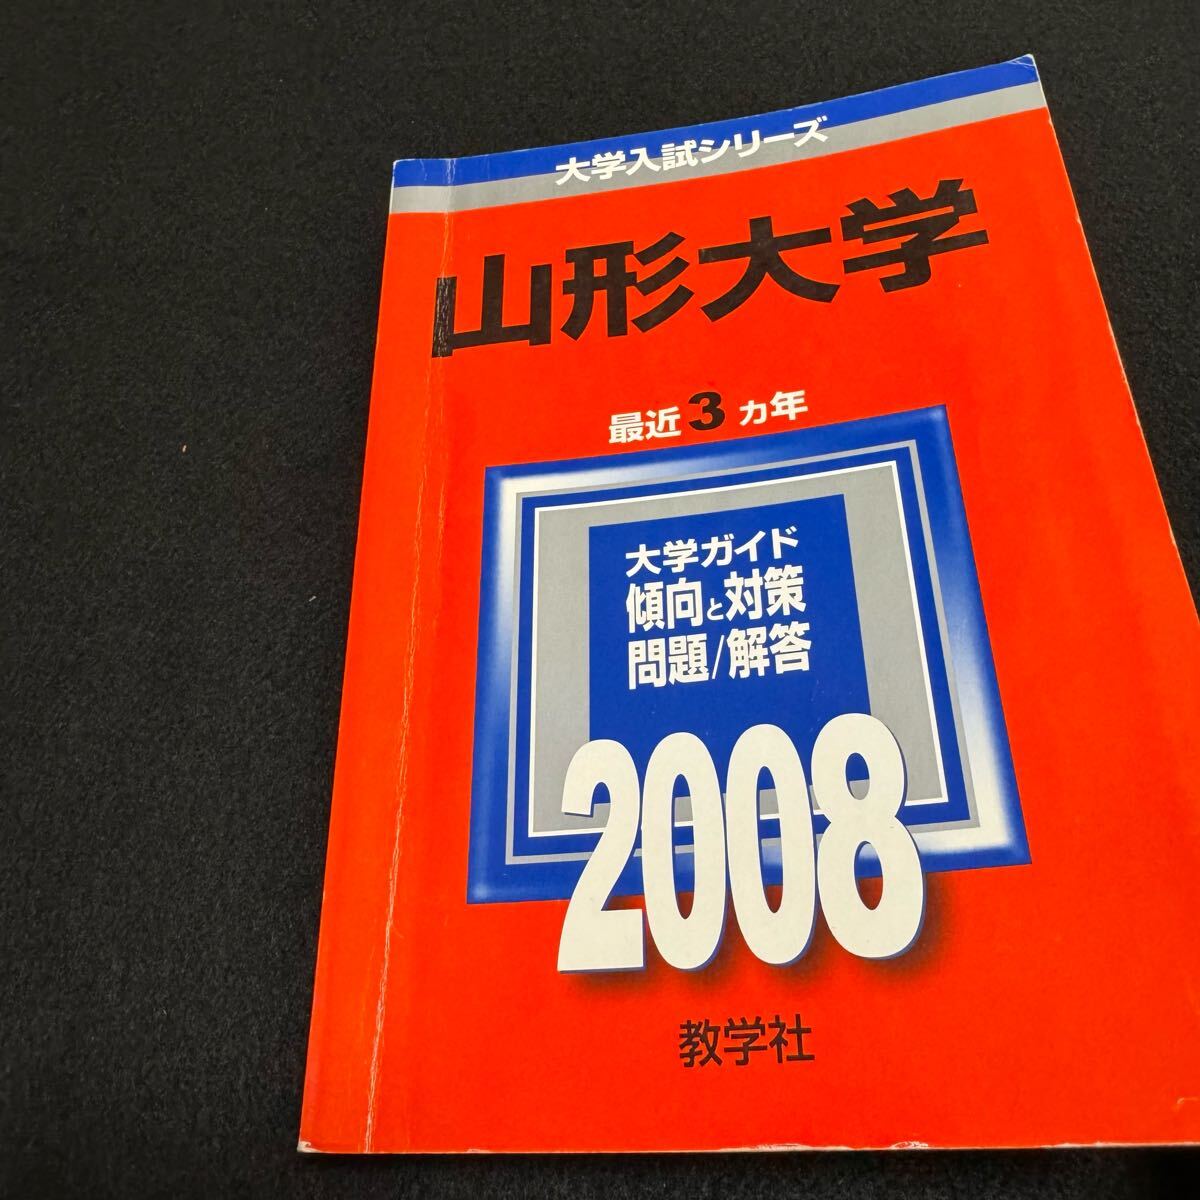 大学入試シリーズ
山形大学
最近3ヵ年
大学ガイド
傾向と対策
問題/解答
2008
教学社